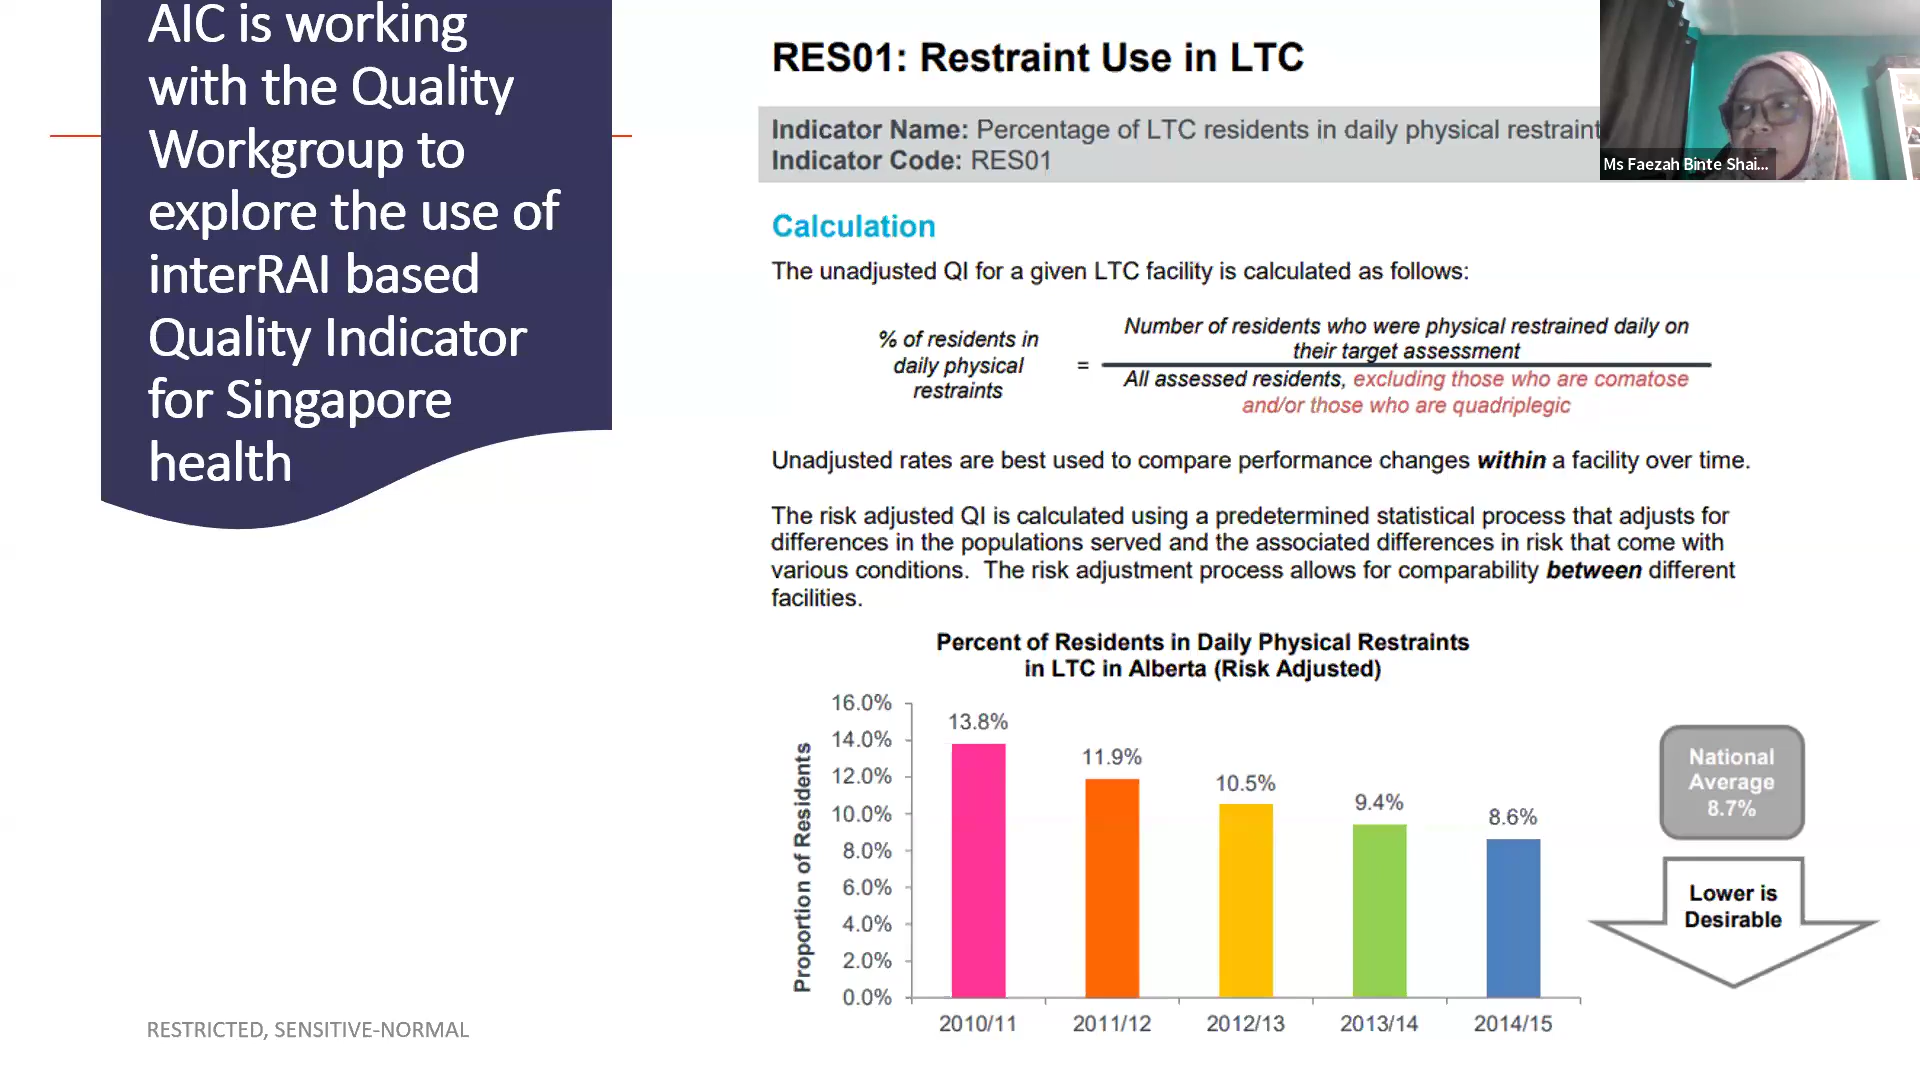 AIC is working
with the Quality
Workgroup to
explore the use of
interRAI based
Quality Indicator
for Singapore
health
RESTRICTED, SENSITIVE-NORMAL
RES01: Restraint Use in LTC
Indicator Name: Percentage of LTC residents in daily physical restraint
Indicator Code: RES01
Ms Faezah Binte Shai...
Calculation
The unadjusted QI for a given LTC facility is calculated as follows:
% of residents in
daily physical
restraints
=
Number of residents who were physical restrained daily on
their target assessment
All assessed residents, excluding those who are comatose
and/or those who are quadriplegic
Unadjusted rates are best used to compare performance changes within a facility over time.
The risk adjusted QI is calculated using a predetermined statistical process that adjusts for
differences in the populations served and the associated differences in risk that come with
various conditions.  The risk adjustment process allows for comparability between different
facilities.
Percent of Residents in Daily Physical Restraints
in LTC in Alberta (Risk Adjusted)
Proportion of Residents
16.0%
14.0%
12.0%
10.0%
8.0%
6.0%
4.0%
2.0%
0.0%
13.8%
11.9%
10.5%
9.4%
8.6%
2010/11
2011/12
2012/13
2013/14
2014/15
National
Average
8.7%
Lower is
Desirable